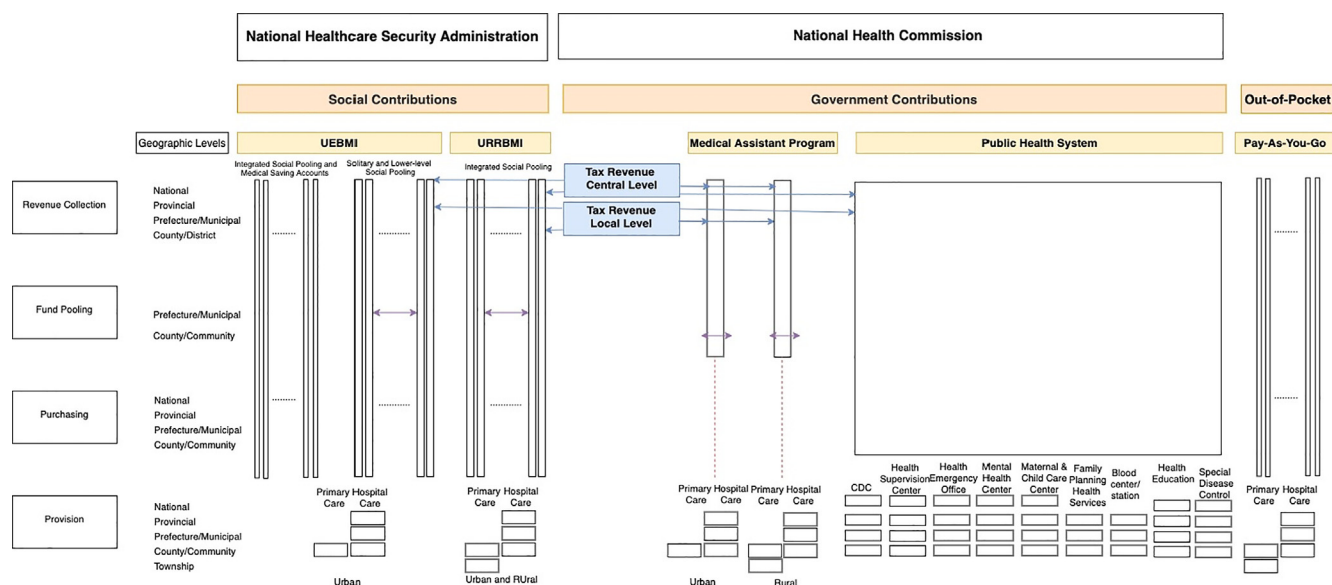 National Healthcare Security Administration
National Health Commission
Social Contributions
Government Contributions
Out-of-Pocket
Geographic Levels
UEBMI
URRBMI
Medical Assistant Program
Public Health System
Pay-As-You-Go
Integrated Social Pooling and
Medical Saving Accounts
Solitary and Lower-level
Social Pooling
Integrated Social Pooling
Tax Revenue
Central Level
Tax Revenue
Local Level
Revenue Collection
National
Provincial
Prefecture/Municipal
County/District
Fund Pooling
Prefecture/Municipal
County/Community
Purchasing
National
Provincial
Prefecture/Municipal
County/Community
Provision
National
Provincial
Prefecture/Municipal
County/Community
Township
Primary
Care
Hospital
Care
Urban
Primary
Care
Hospital
Care
Urban and RUral
Primary
Care
Hospital
Care
Urban
Primary
Care
Hospital
Care
Rural
CDC
Health
Supervision
Center
Health
Emergency
Office
Mental
Health
Center
Maternal &
Child Care
Center
Family
Planning
Health
Services
Blood
center/
station
Health
Education
Special
Disease
Control
Primary
Care
Hospital
Care